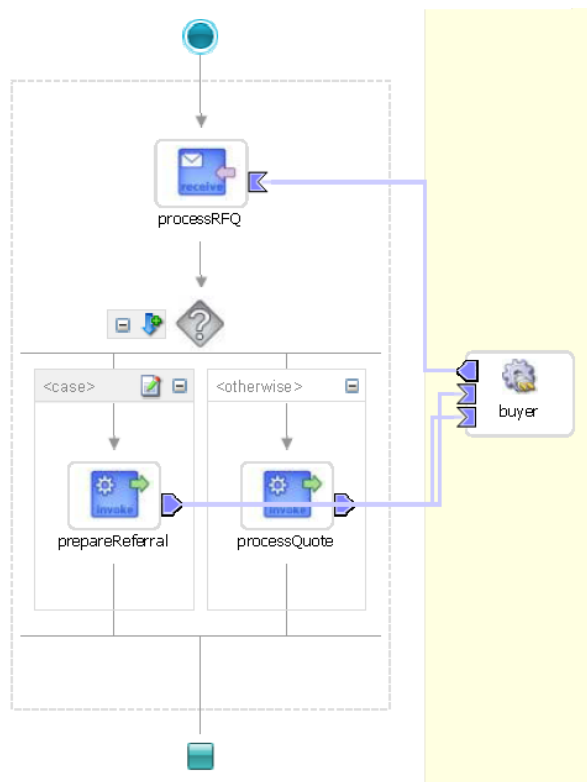 receive
processRFQ
?
<case>
<otherwise>
buyer
invoke
invoke
prepareReferral
processQuote